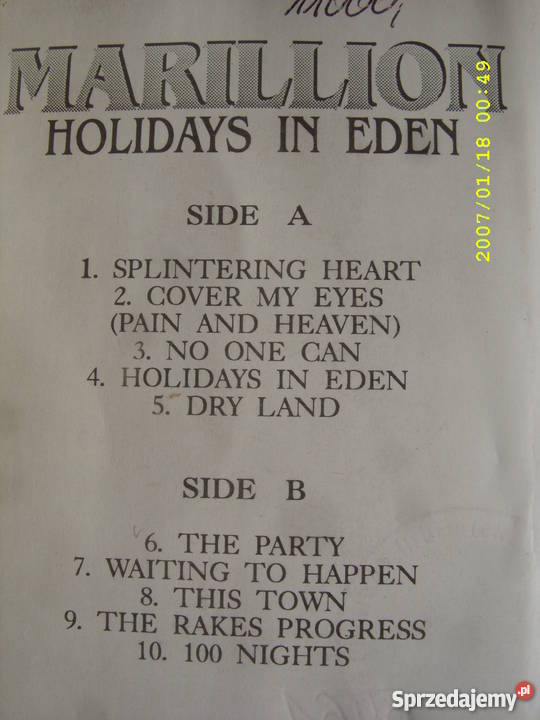 MARILLION
HOLIDAYS IN EDEN
SIDE A
1. SPLINTERING HEART
2. COVER MY EYES
(PAIN AND HEAVEN)
3. NO ONE CAN
4. HOLIDAYS IN EDEN
5. DRY LAND
SIDE B
6. THE PARTY
7. WAITING TO HAPPEN
8. THIS TOWN
9. THE RAKES PROGRESS
10. 100 NIGHTS
2007/01/18 00:49
Sprzedajemy.pl